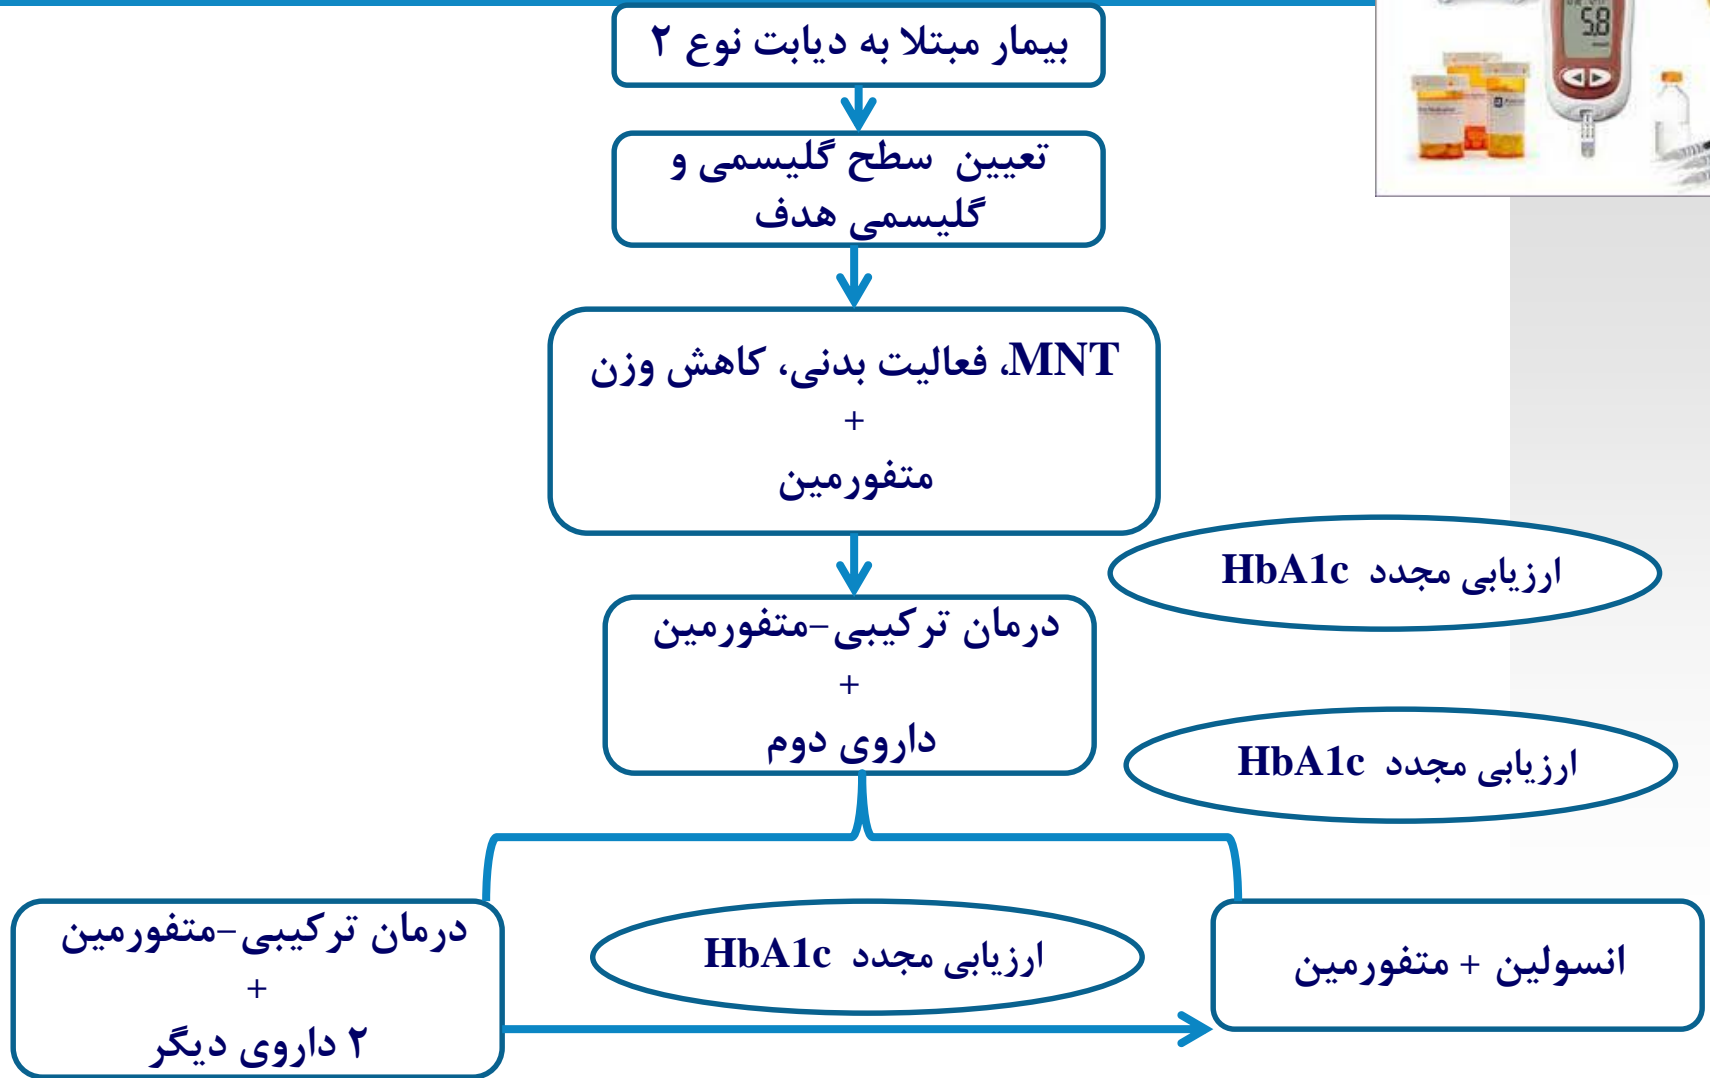 بیمار مبتلا به دیابت نوع ۲
5.8
تعیین سطح گلیسمی و
گلیسمی هدف
MNT، فعالیت بدنی، کاهش وزن
+
متفورمین
ارزیابی مجدد HbA1c
درمان ترکیبی-متفورمین
+
داروی دوم
ارزیابی مجدد HbA1c
درمان ترکیبی-متفورمین
+
۲ داروی دیگر
ارزیابی مجدد HbA1c
انسولین + متفورمین